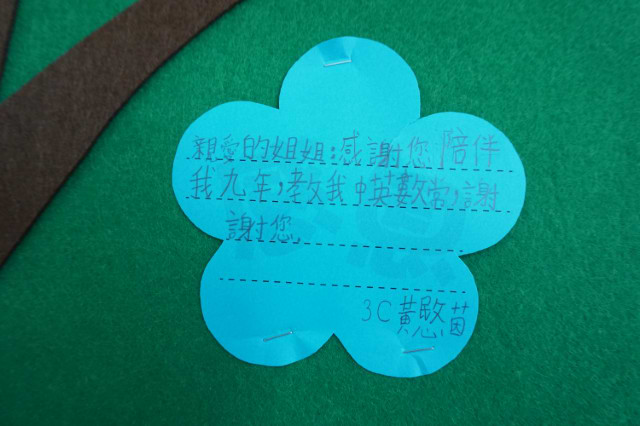 親愛的姐姐:感謝您陪伴
我九年,教我中英數常,謝
謝您
3C黃愍茵